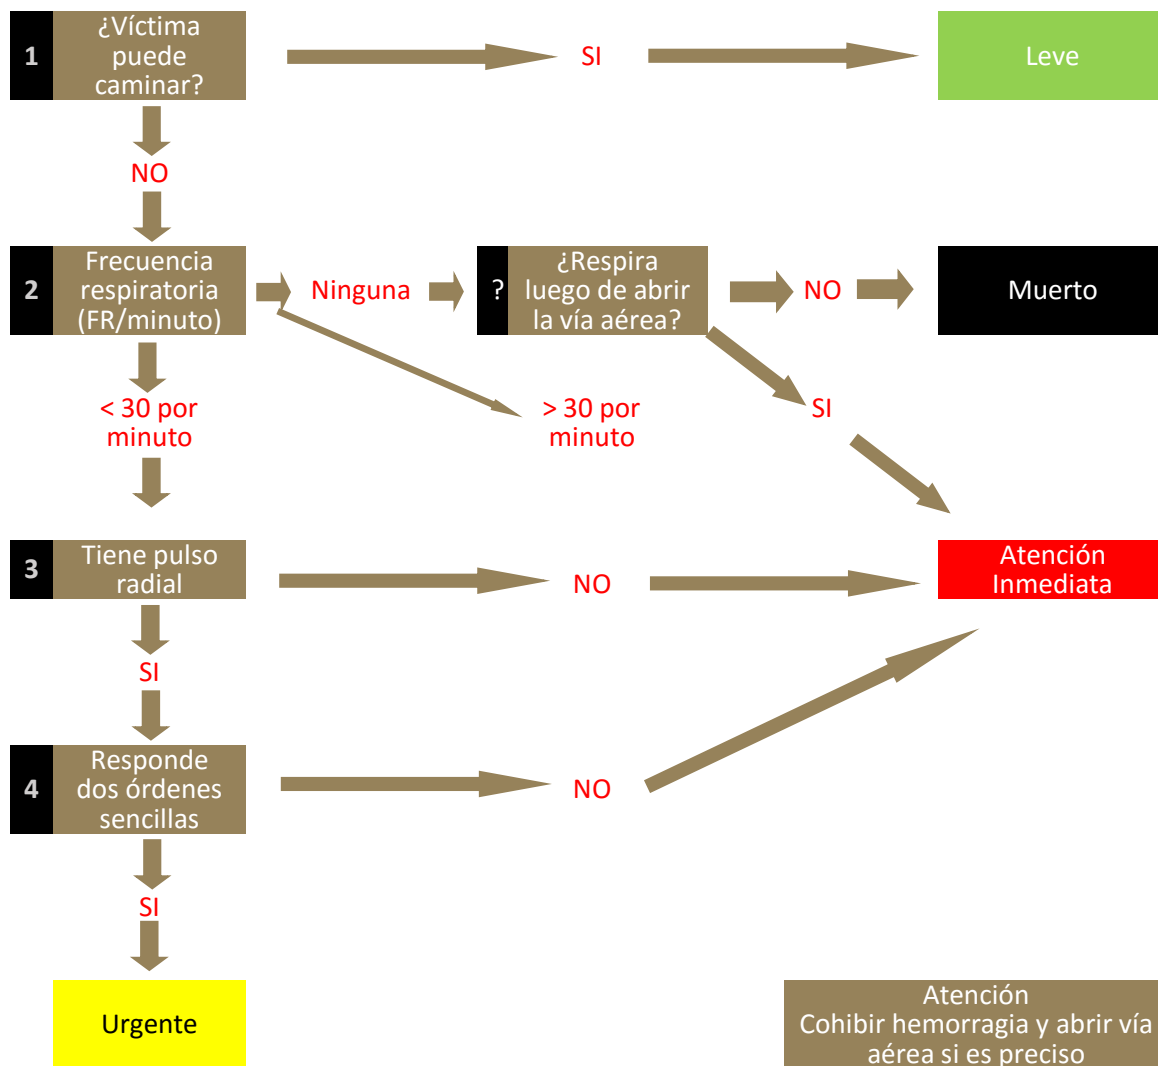 1
¿Víctima
puede
caminar?
SI
Leve
NO
2
Frecuencia
respiratoria
(FR/minuto)
Ninguna
?
¿Respira
luego de abrir
la vía aérea?
NO
Muerto
< 30 por
minuto
> 30 por
minuto
SI
3
Tiene pulso
radial
NO
Atención
Inmediata
SI
4
Responde
dos órdenes
sencillas
NO
SI
Urgente
Atención
Cohibir hemorragia y abrir vía
aérea si es preciso